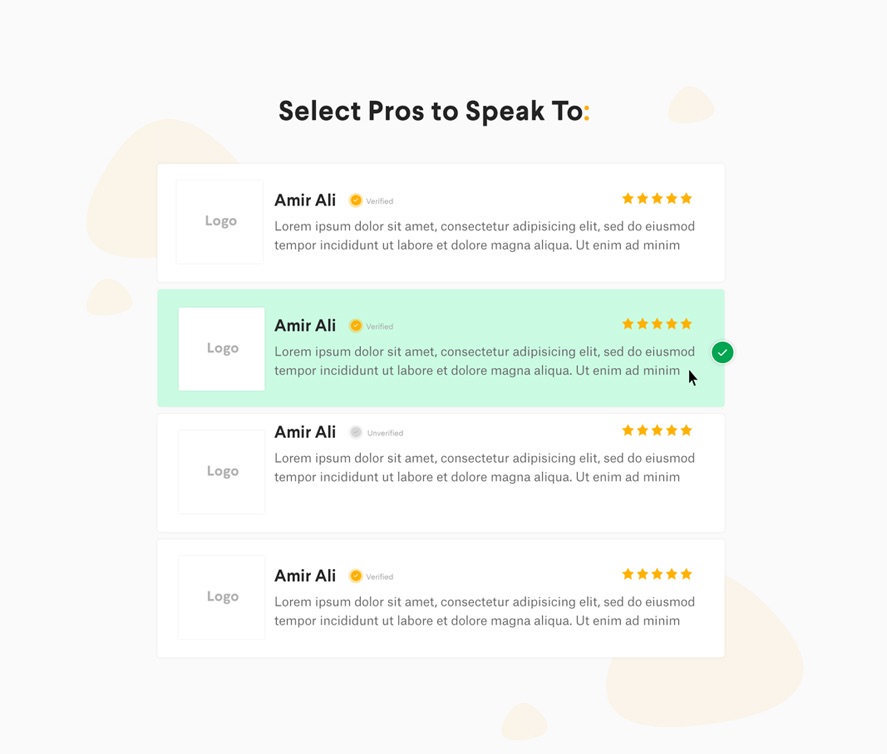 Select Pros to Speak To:
Logo
Amir Ali Verified
Lorem ipsum dolor sit amet, consectetur adipisicing elit, sed do eiusmod
tempor incididunt ut labore et dolore magna aliqua. Ut enim ad minim
Logo
Amir Ali Verified
Lorem ipsum dolor sit amet, consectetur adipisicing elit, sed do eiusmod
tempor incididunt ut labore et dolore magna aliqua. Ut enim ad minim
Logo
Amir Ali Unverified
Lorem ipsum dolor sit amet, consectetur adipisicing elit, sed do eiusmod
tempor incididunt ut labore et dolore magna aliqua. Ut enim ad minim
Logo
Amir Ali Verified
Lorem ipsum dolor sit amet, consectetur adipisicing elit, sed do eiusmod
tempor incididunt ut labore et dolore magna aliqua. Ut enim ad minim